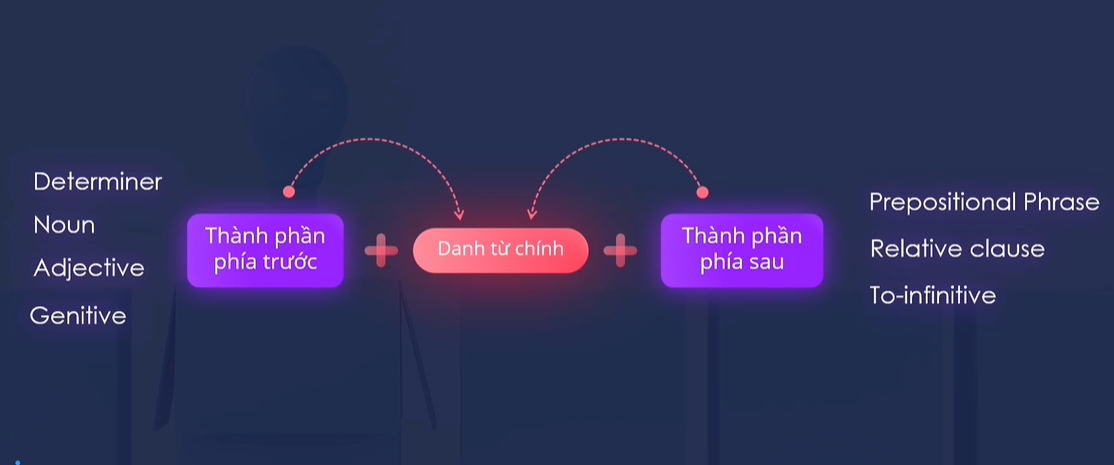 Determiner
Noun
Adjective
Genitive
Thành phần
phía trước
Danh từ chính
Thành phần
phía sau
Prepositional Phrase
Relative clause
To-infinitive